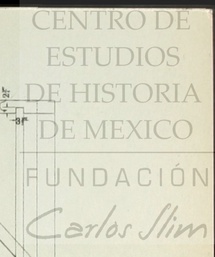 CENTRO DE
ESTUDIOS
DE HISTORIA
DE MEXICO
FUNDACIÓN
Carlos Slim